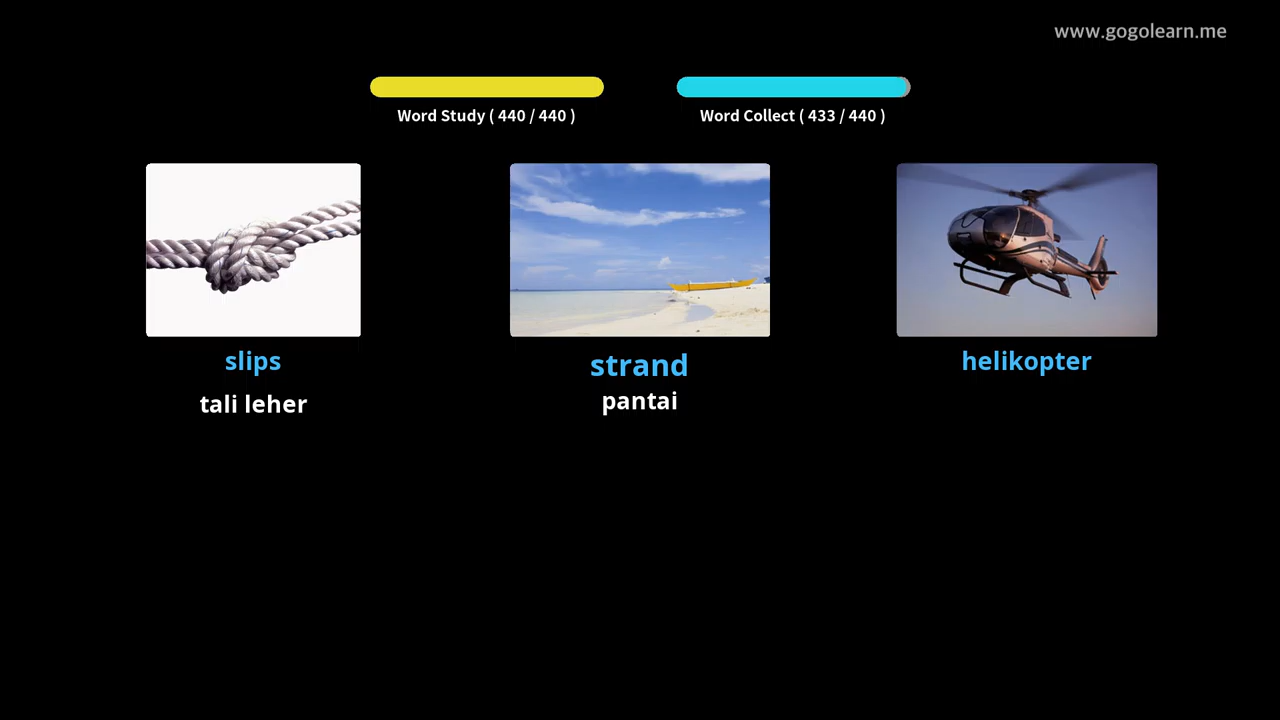 www.gogolearn.me
Word Study ( 440 / 440 )
Word Collect ( 433 / 440 )
slips
tali leher
strand
pantai
helikopter